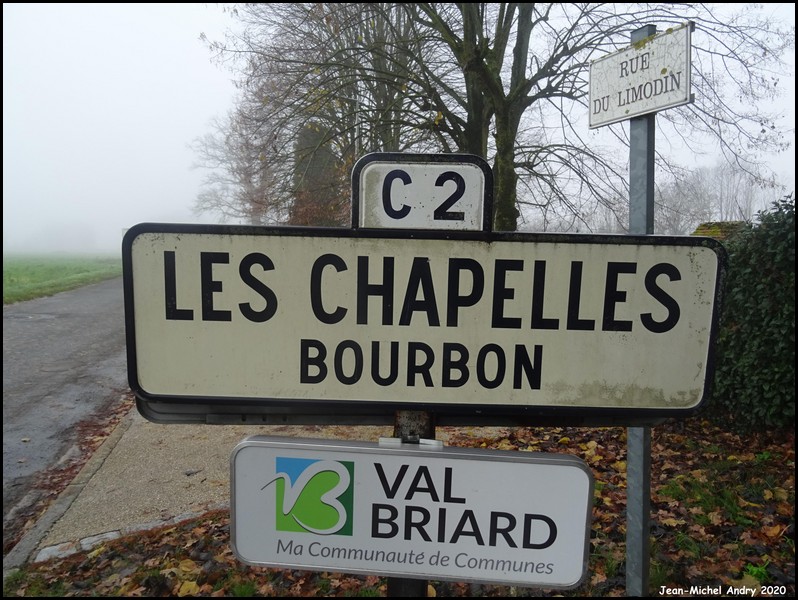 RUE
DU LIMODIN
C 2
LES CHAPELLES
BOURBON
VAL
BRIARD
Ma Communauté de Communes
Jean-Michel Andry 2020